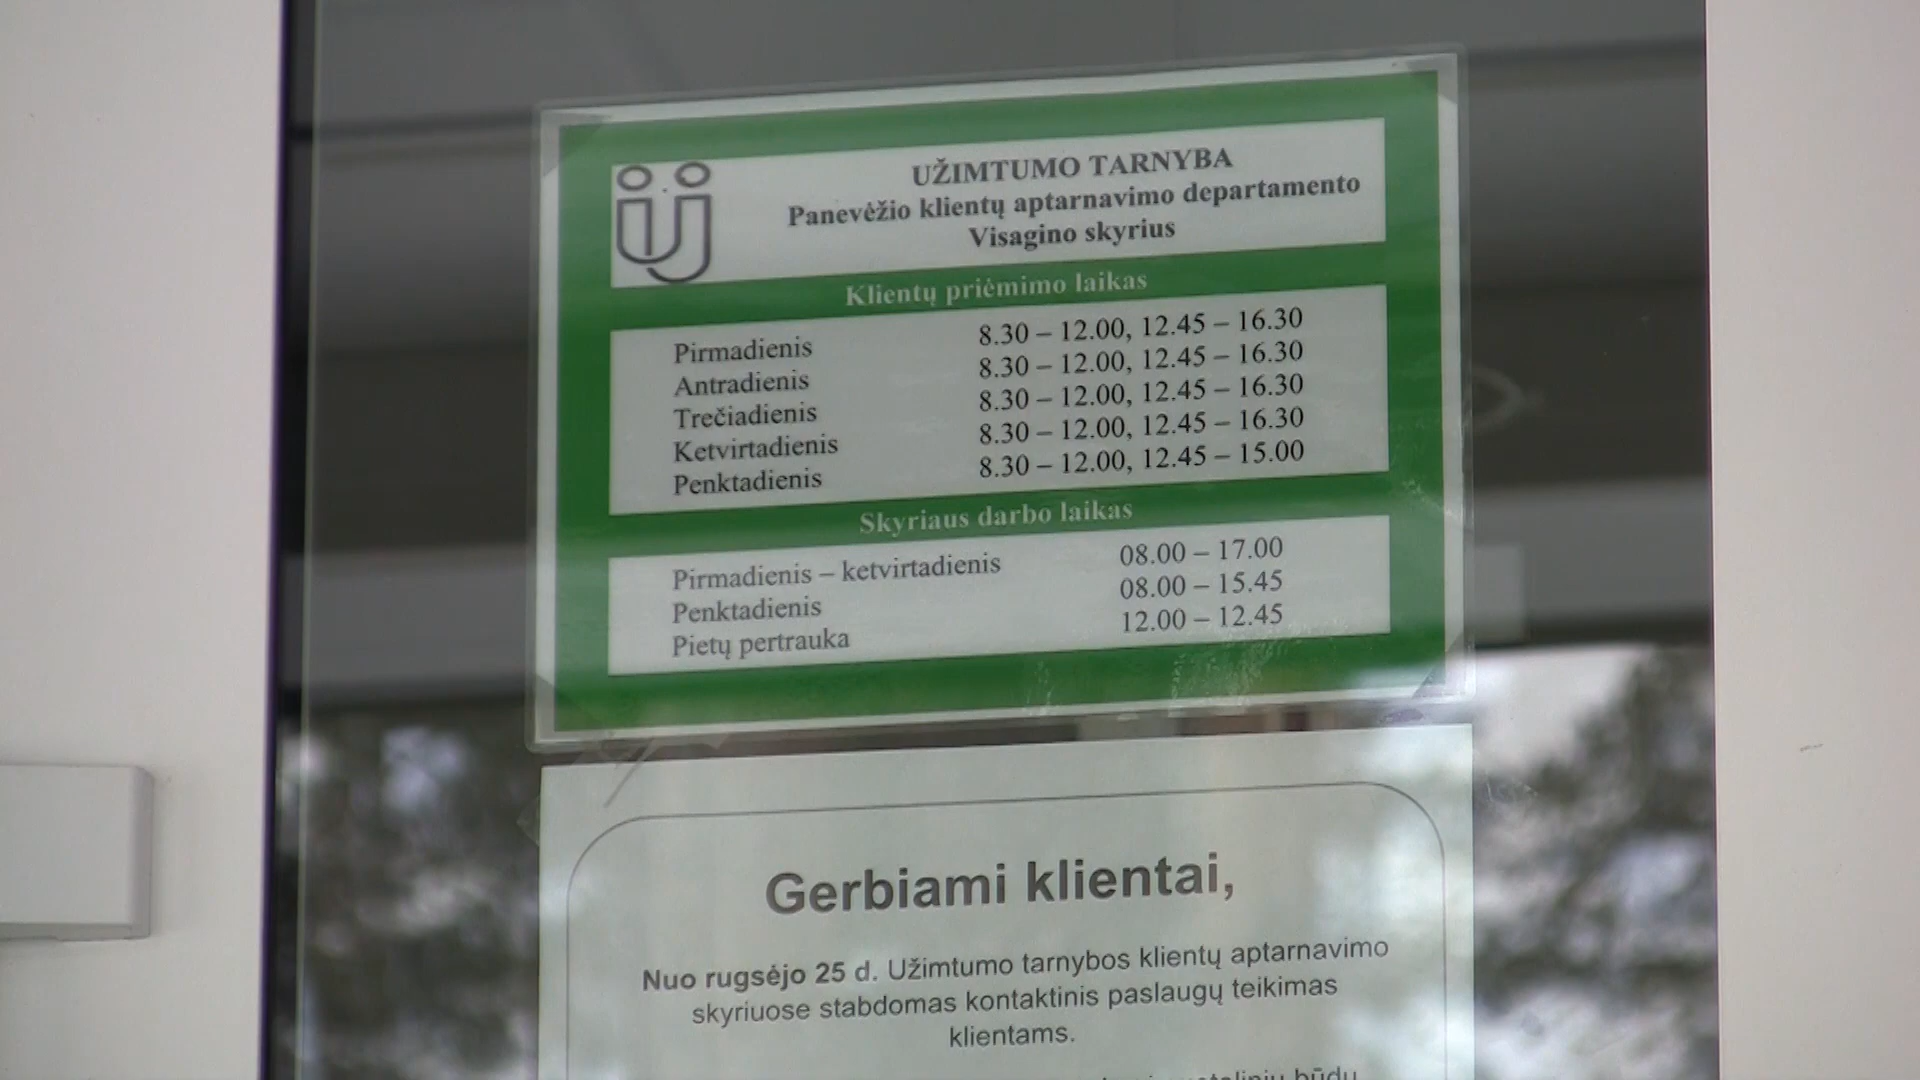 UŽIMTUMO TARNYBA
Panevėžio klientų aptarnavimo departamento
Visagino skyrius
Klientų priėmimo laikas
Pirmadienis 8.30 – 12.00, 12.45 – 16.30
Antradienis 8.30 – 12.00, 12.45 – 16.30
Trečiadienis 8.30 – 12.00, 12.45 – 16.30
Ketvirtadienis 8.30 – 12.00, 12.45 – 16.30
Penktadienis 8.30 – 12.00, 12.45 – 15.00
Skyriaus darbo laikas
Pirmadienis – ketvirtadienis 08.00 – 17.00
Penktadienis 08.00 – 15.45
Pietų pertrauka 12.00 – 12.45
Gerbiami klientai,
Nuo rugsėjo 25 d. Užimtumo tarnybos klientų aptarnavimo
skyriuose stabdomas kontaktinis paslaugų teikimas
klientams.
būdu